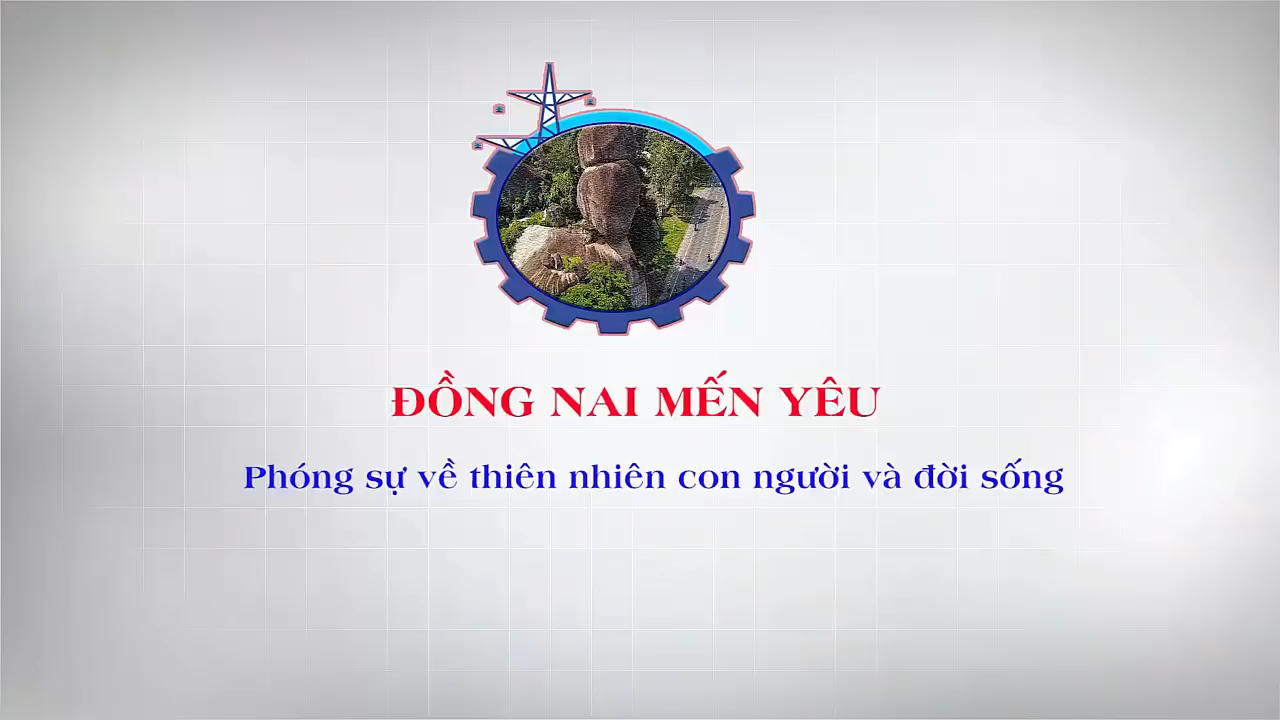 ĐỒNG NAI MẾN YÊU
Phóng sự về thiên nhiên con người và đời sống